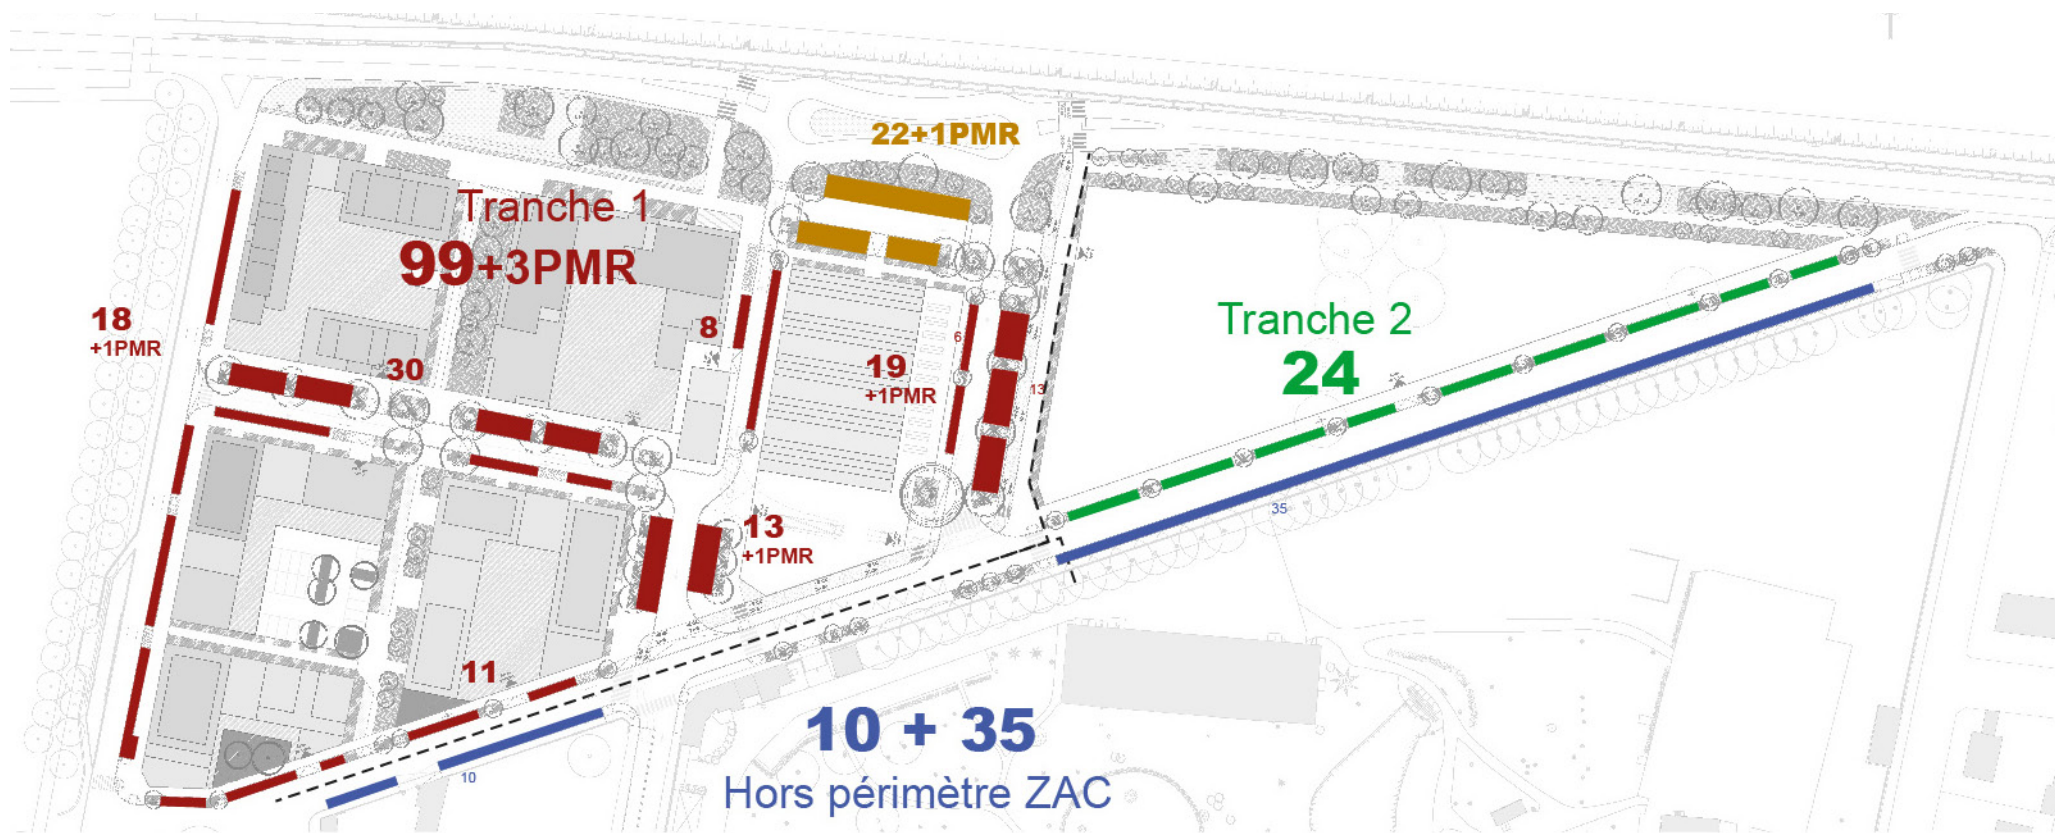 22+1PMR
Tranche 1
99+3PMR
18
+1PMR
8
30
19
+1PMR
6
13
Tranche 2
24
35
13
+1PMR
11
10
10 + 35
Hors périmètre ZAC